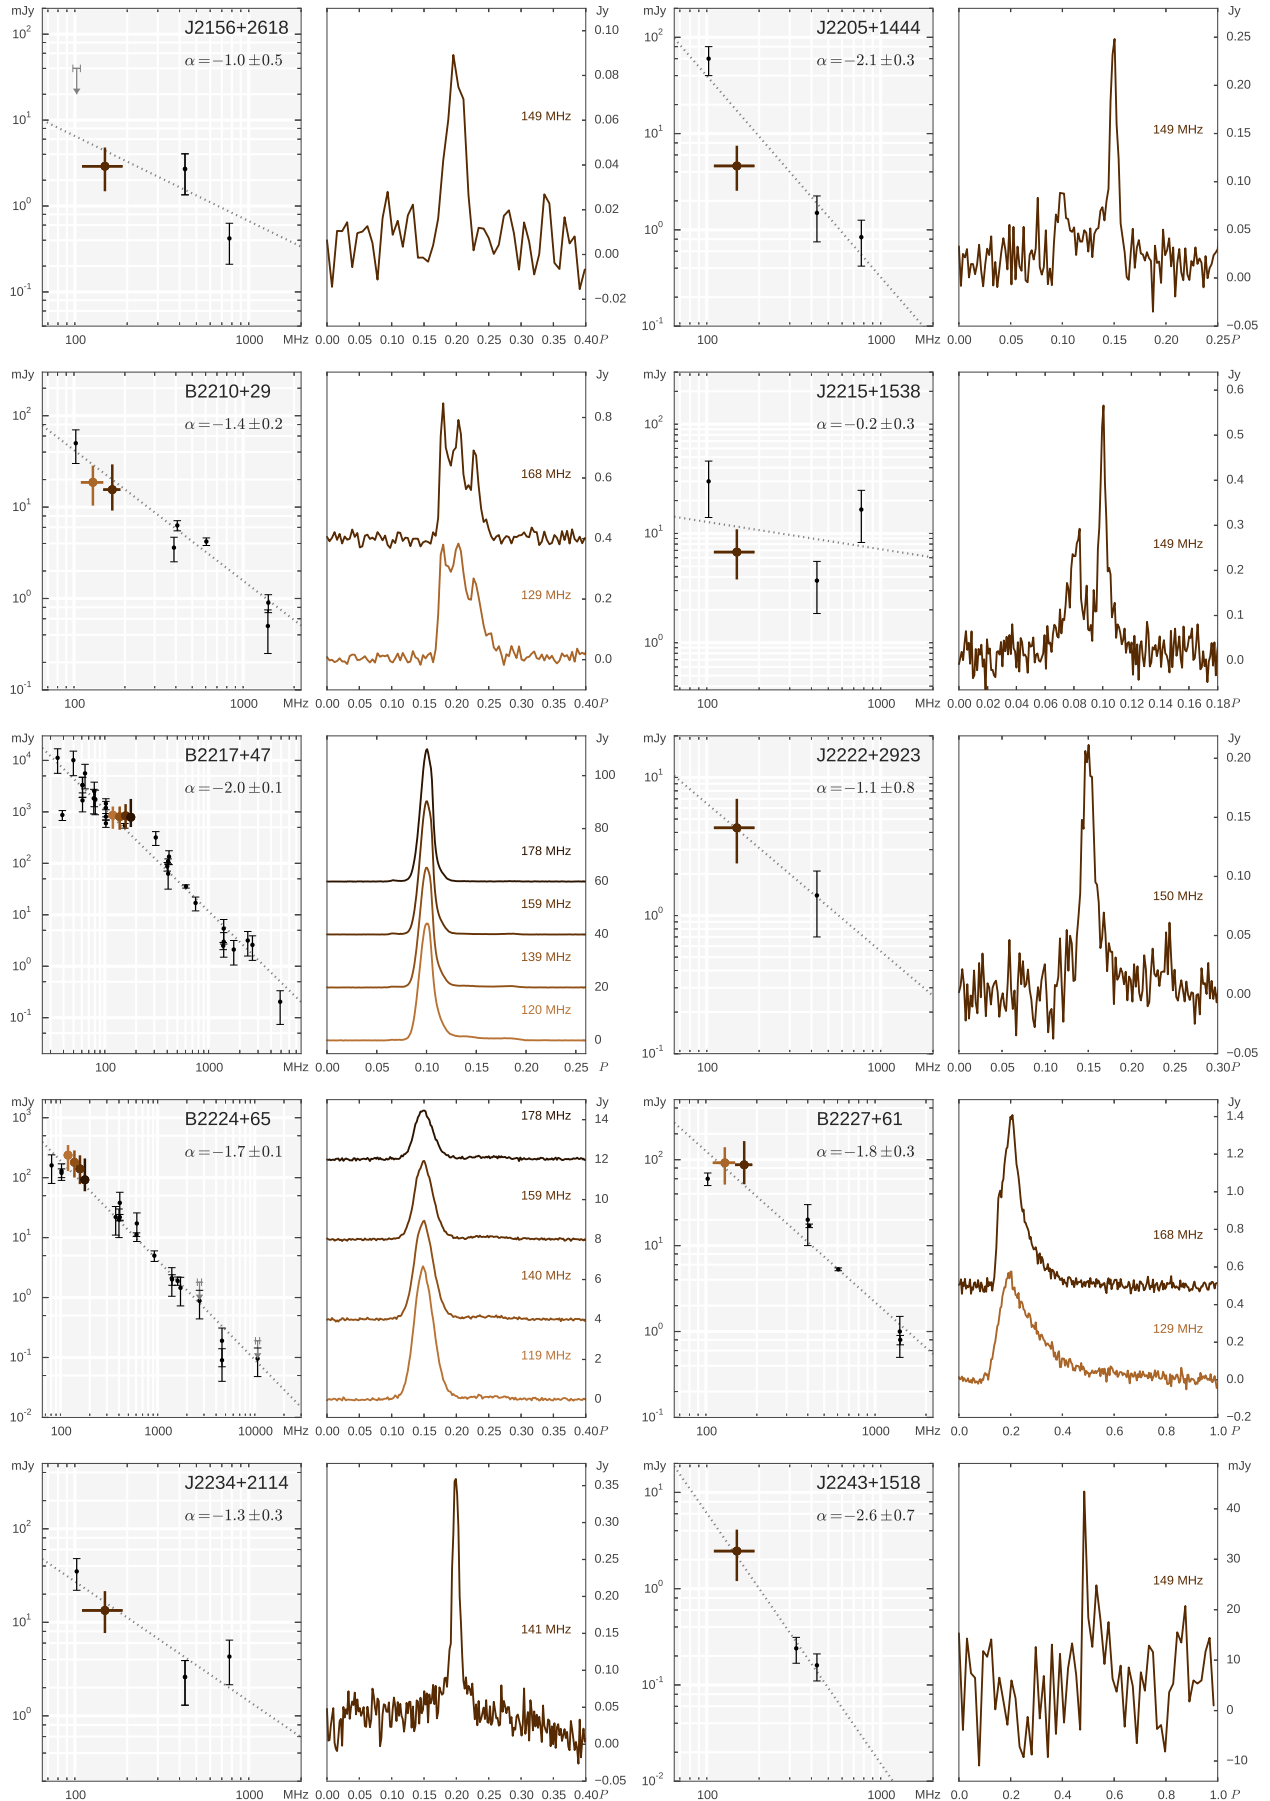 mJy Jy mJy Jy
J2156+2618 J2205+1444
α=−1.0±0.5 α=−2.1±0.3
10² 10¹ 10⁰ 10⁻¹
100 1000 MHz
149 MHz
0.10 0.08 0.06 0.04 0.02 0.00 −0.02
0.00 0.05 0.10 0.15 0.20 0.25 0.30 0.35 0.40 P
10² 10¹ 10⁰ 10⁻¹
100 1000 MHz
149 MHz
0.25 0.20 0.15 0.10 0.05 0.00 −0.05
0.00 0.05 0.10 0.15 0.20 0.25 P
mJy Jy mJy Jy
B2210+29 J2215+1538
α=−1.4±0.2 α=−0.2±0.3
10² 10¹ 10⁰ 10⁻¹
100 1000 MHz
168 MHz
129 MHz
0.8 0.6 0.4 0.2 0.0
0.00 0.05 0.10 0.15 0.20 0.25 0.30 0.35 0.40 P
10² 10¹ 10⁰
100 1000 MHz
149 MHz
0.6 0.5 0.4 0.3 0.2 0.1 0.0
0.00 0.02 0.04 0.06 0.08 0.10 0.12 0.14 0.16 0.18 P
mJy Jy mJy Jy
B2217+47 J2222+2923
α=−2.0±0.1 α=−1.1±0.8
10⁴ 10³ 10² 10¹ 10⁰ 10⁻¹
100 1000 MHz
178 MHz
159 MHz
139 MHz
120 MHz
100 80 60 40 20 0
0.00 0.05 0.10 0.15 0.20 0.25 P
10¹ 10⁰ 10⁻¹
100 1000 MHz
150 MHz
0.20 0.15 0.10 0.05 0.00 −0.05
0.00 0.05 0.10 0.15 0.20 0.25 0.30 P
mJy Jy mJy Jy
B2224+65 B2227+61
α=−1.7±0.1 α=−1.8±0.3
10³ 10² 10¹ 10⁰ 10⁻¹ 10⁻²
100 1000 10000 MHz
178 MHz
159 MHz
140 MHz
119 MHz
14 12 10 8 6 4 2 0
0.00 0.05 0.10 0.15 0.20 0.25 0.30 0.35 0.40 P
10² 10¹ 10⁰ 10⁻¹
100 1000 MHz
168 MHz
129 MHz
1.4 1.2 1.0 0.8 0.6 0.4 0.2 0.0 −0.2
0.0 0.2 0.4 0.6 0.8 1.0 P
mJy Jy mJy mJy
J2234+2114 J2243+1518
α=−1.3±0.3 α=−2.6±0.7
10² 10¹ 10⁰
100 1000 MHz
141 MHz
0.35 0.30 0.25 0.20 0.15 0.10 0.05 0.00 −0.05
0.00 0.05 0.10 0.15 0.20 0.25 0.30 0.35 0.40 P
10¹ 10⁰ 10⁻¹ 10⁻²
100 1000 MHz
149 MHz
40 30 20 10 0 −10
0.0 0.2 0.4 0.6 0.8 1.0 P